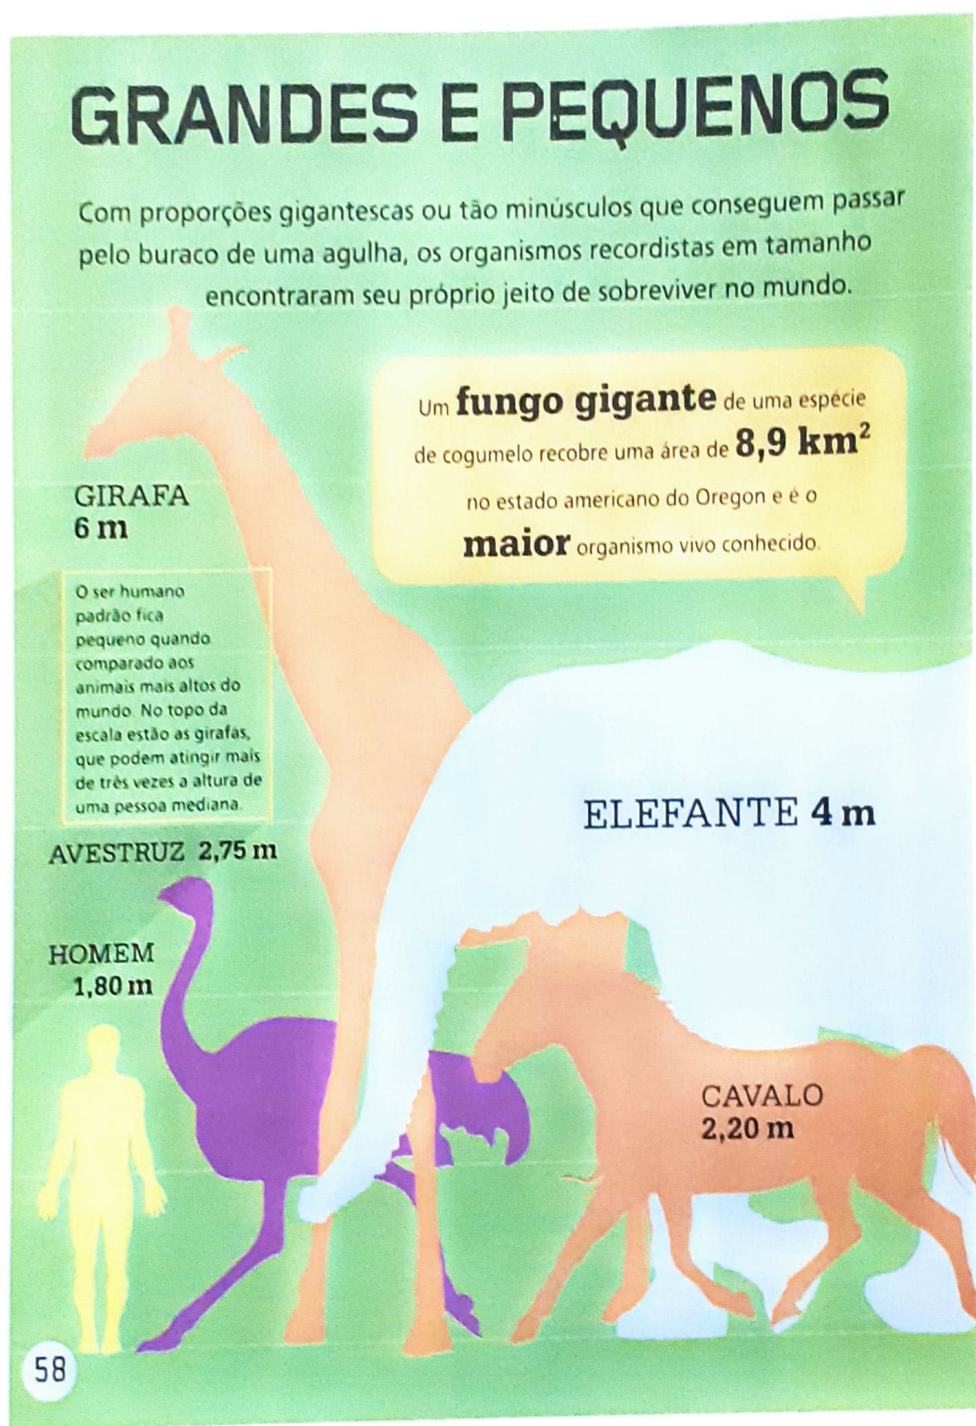 GRANDES E PEQUENOS
Com proporções gigantescas ou tão minúsculos que conseguem passar
pelo buraco de uma agulha, os organismos recordistas em tamanho
encontraram seu próprio jeito de sobreviver no mundo.
Um fungo gigante de uma espécie
de cogumelo recobre uma área de 8,9 km²
no estado americano do Oregon e é o
maior organismo vivo conhecido.
GIRAFA
6 m
O ser humano
padrão fica
pequeno quando
comparado aos
animais mais altos do
mundo. No topo da
escala estão as girafas,
que podem atingir mais
de três vezes a altura de
uma pessoa mediana.
ELEFANTE 4 m
AVESTRUZ 2,75 m
HOMEM
1,80 m
CAVALO
2,20 m
58